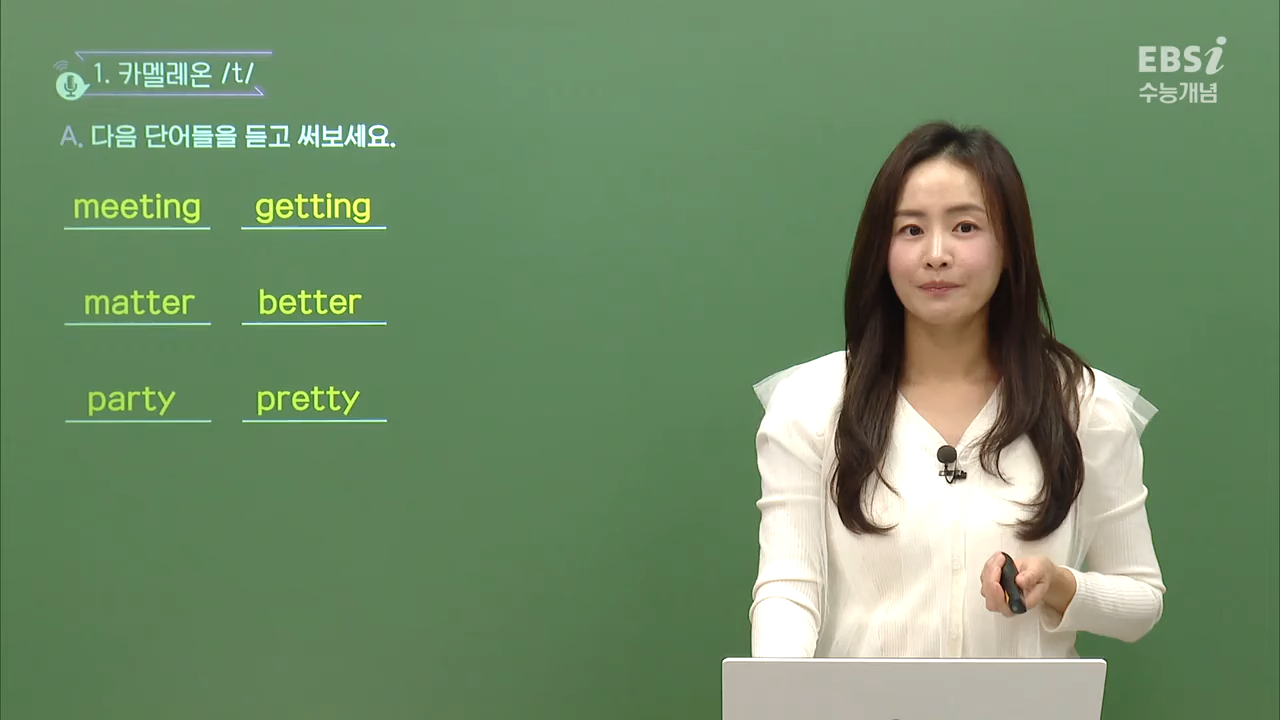 1. 카멜레온 /t/
EBSi
수능개념
A. 다음 단어들을 듣고 써보세요.
meeting getting
matter better
party pretty